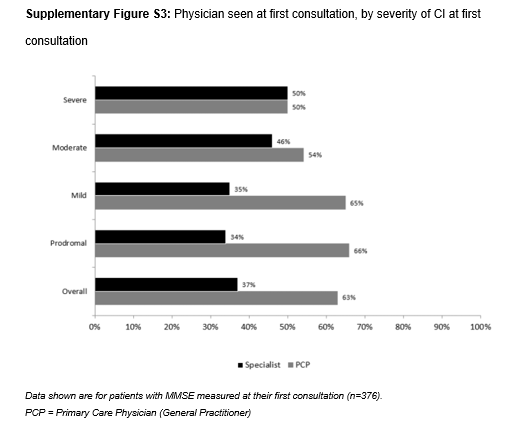 Supplementary Figure S3: Physician seen at first consultation, by severity of CI at first
consultation
Severe
50%
50%
Moderate
46%
54%
Mild
35%
65%
Prodromal
34%
66%
Overall
37%
63%
0% 10% 20% 30% 40% 50% 60% 70% 80% 90% 100%
Specialist PCP
Data shown are for patients with MMSE measured at their first consultation (n=376).
PCP = Primary Care Physician (General Practitioner)